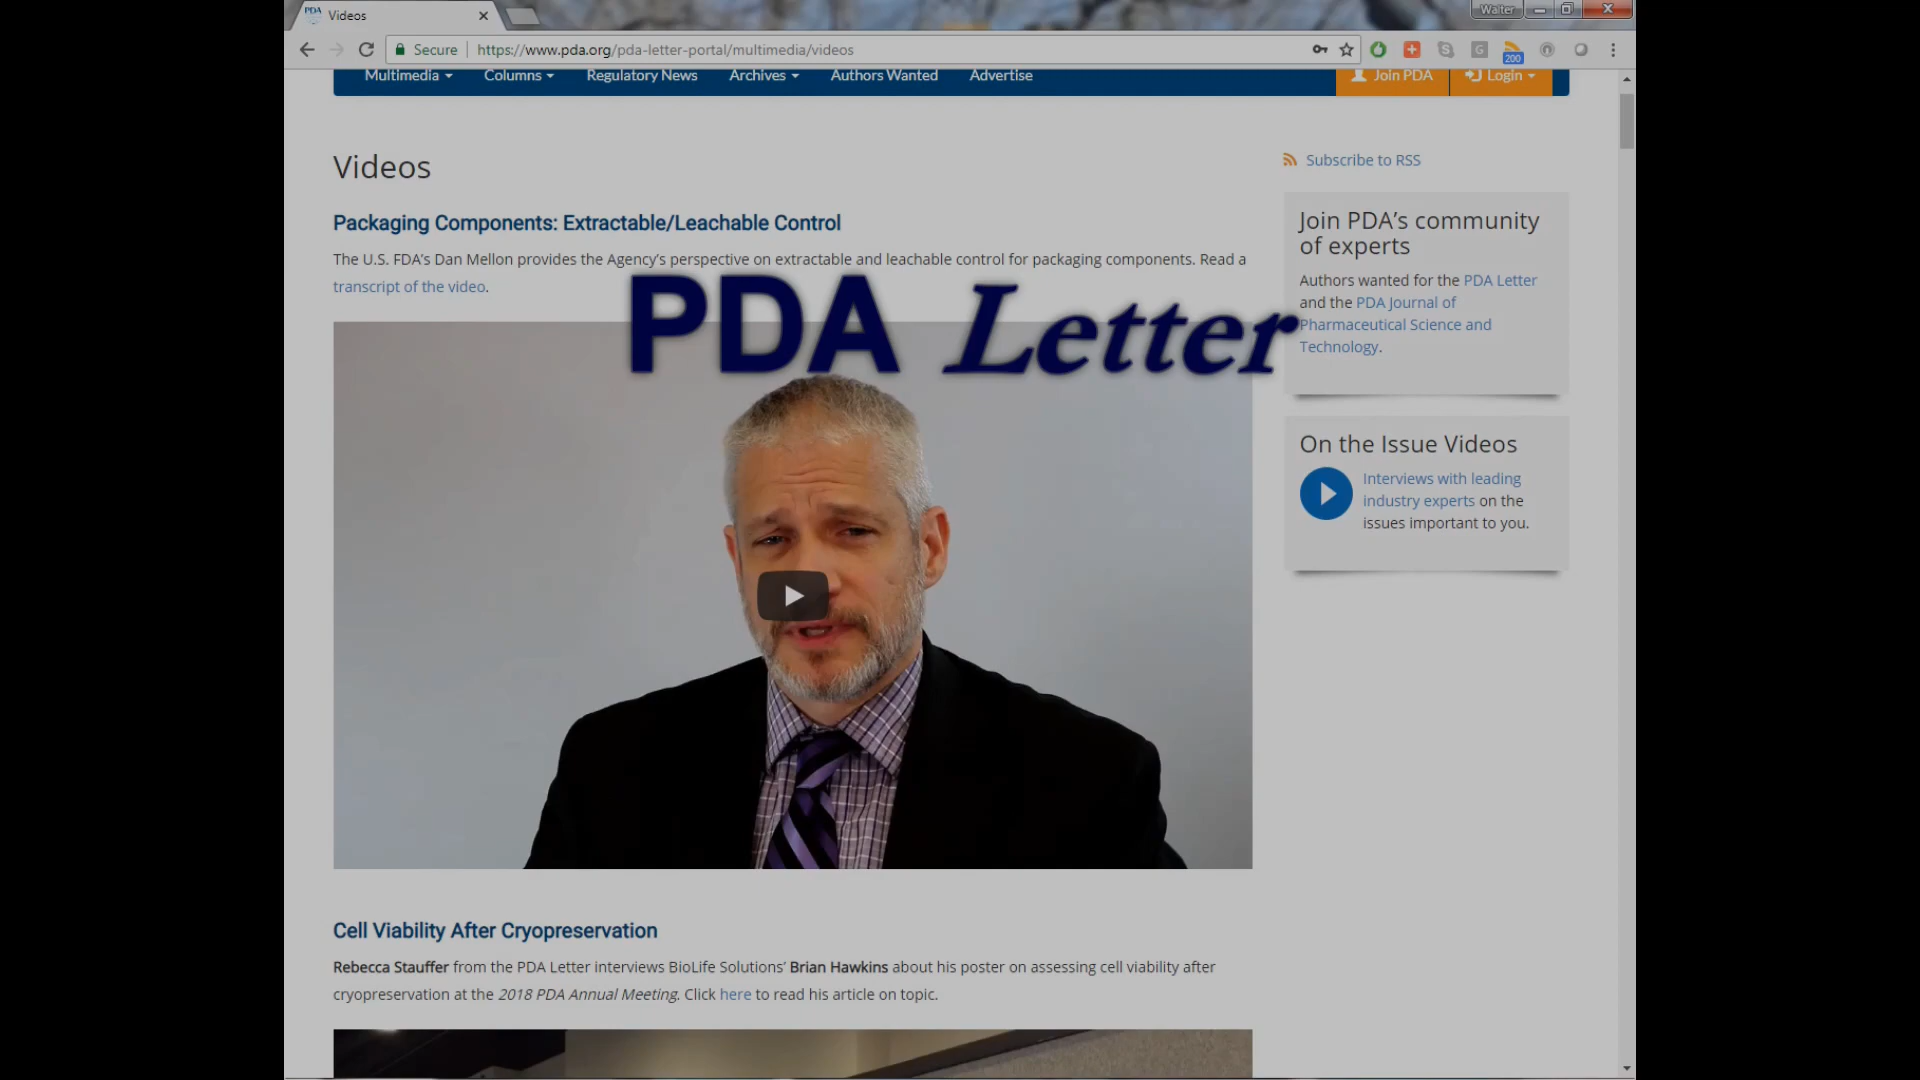 Videos
Walter
Secure https://www.pda.org/pda-letter-portal/multimedia/videos
200
Multimedia Columns Regulatory News Archives Authors Wanted Advertise Join PDA Login
Videos
Packaging Components: Extractable/Leachable Control
The U.S. FDA’s Dan Mellon provides the Agency’s perspective on extractable and leachable control for packaging components. Read a
transcript of the video.
PDA Letter
Cell Viability After Cryopreservation
Rebecca Stauffer from the PDA Letter interviews BioLife Solutions’ Brian Hawkins about his poster on assessing cell viability after
cryopreservation at the 2018 PDA Annual Meeting. Click here to read his article on topic.
Subscribe to RSS
Join PDA’s community
of experts
Authors wanted for the PDA Letter
and the PDA Journal of
Pharmaceutical Science and
Technology.
On the Issue Videos
Interviews with leading
industry experts on the
issues important to you.